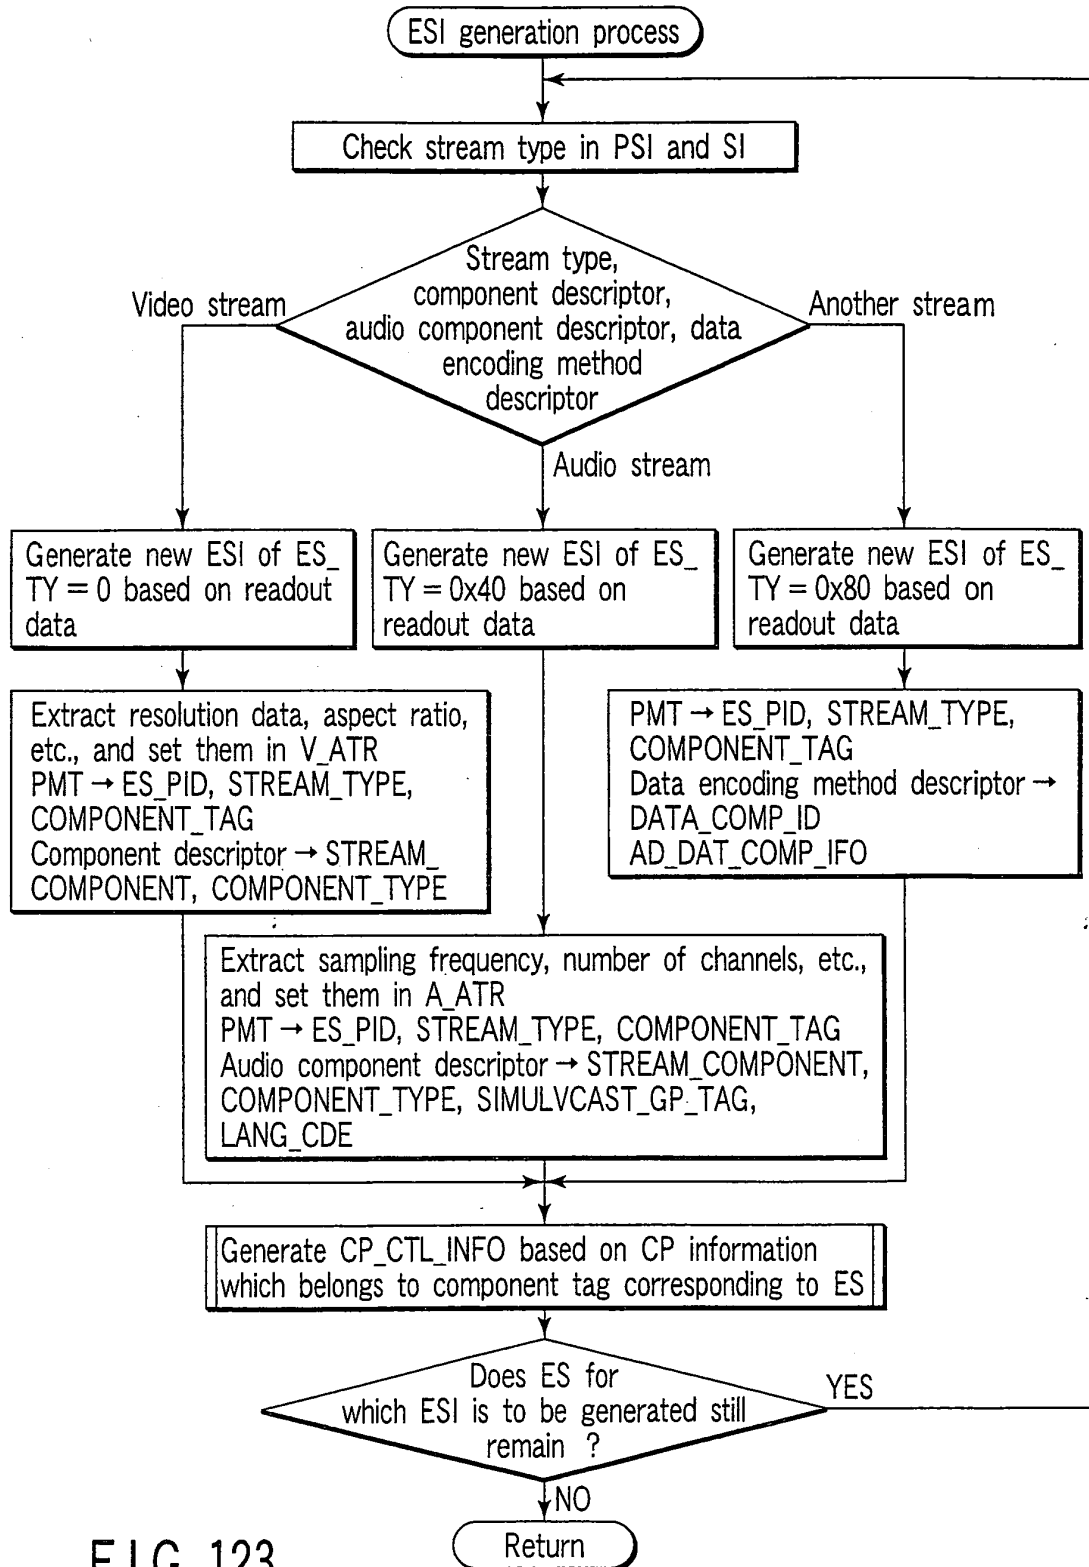 ESI generation process
Check stream type in PSI and SI
Stream type,
component descriptor,
audio component descriptor, data
encoding method
descriptor
Video stream
Another stream
Audio stream
Generate new ESI of ES_
TY = 0 based on readout
data
Generate new ESI of ES_
TY = 0x40 based on
readout data
Generate new ESI of ES_
TY = 0x80 based on
readout data
Extract resolution data, aspect ratio,
etc., and set them in V_ATR
PMT → ES_PID, STREAM_TYPE,
COMPONENT_TAG
Component descriptor → STREAM_
COMPONENT, COMPONENT_TYPE
PMT → ES_PID, STREAM_TYPE,
COMPONENT_TAG
Data encoding method descriptor →
DATA_COMP_ID
AD_DAT_COMP_IFO
Extract sampling frequency, number of channels, etc.,
and set them in A_ATR
PMT → ES_PID, STREAM_TYPE, COMPONENT_TAG
Audio component descriptor → STREAM_COMPONENT,
COMPONENT_TYPE, SIMULVCAST_GP_TAG,
LANG_CDE
Generate CP_CTL_INFO based on CP information
which belongs to component tag corresponding to ES
Does ES for
which ESI is to be generated still
remain ?
YES
NO
Return
FIG. 123